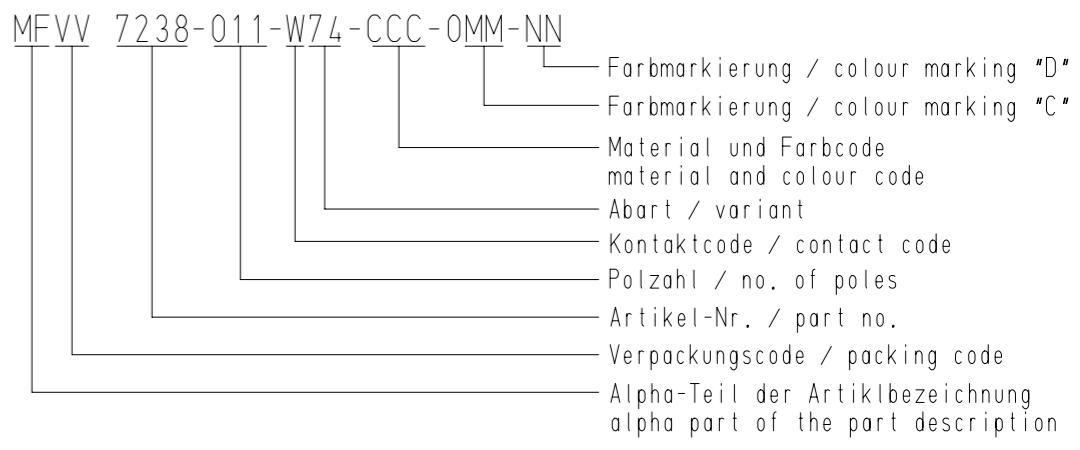 MFVV 7238-011-W74-CCC-0MM-NN
Farbmarkierung / colour marking "D"
Farbmarkierung / colour marking "C"
Material und Farbcode
material and colour code
Abart / variant
Kontaktcode / contact code
Polzahl / no. of poles
Artikel-Nr. / part no.
Verpackungscode / packing code
Alpha-Teil der Artiklbezeichnung
alpha part of the part description